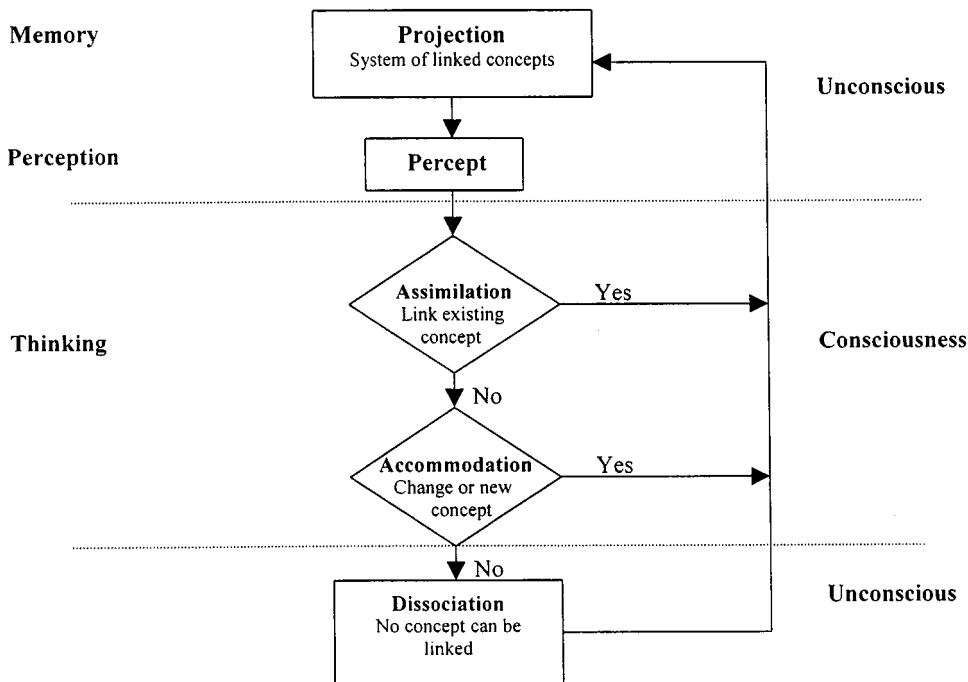 Memory
Projection
System of linked concepts
Unconscious
Perception
Percept
Assimilation
Link existing
concept
Yes
Thinking
Consciousness
No
Accommodation
Change or new
concept
Yes
No
Unconscious
Dissociation
No concept can be
linked